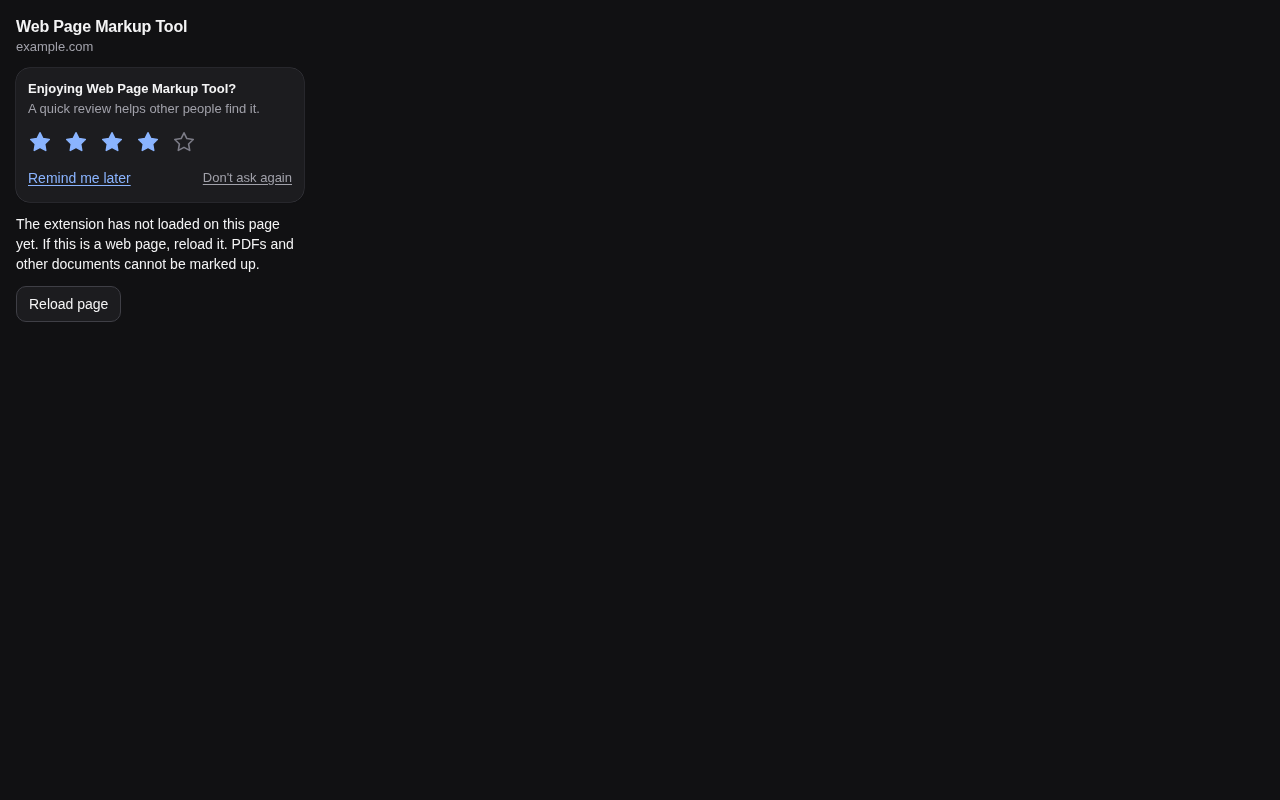 Web Page Markup Tool
example.com
Enjoying Web Page Markup Tool?
A quick review helps other people find it.
Remind me later
Don't ask again
The extension has not loaded on this page
yet. If this is a web page, reload it. PDFs and
other documents cannot be marked up.
Reload page